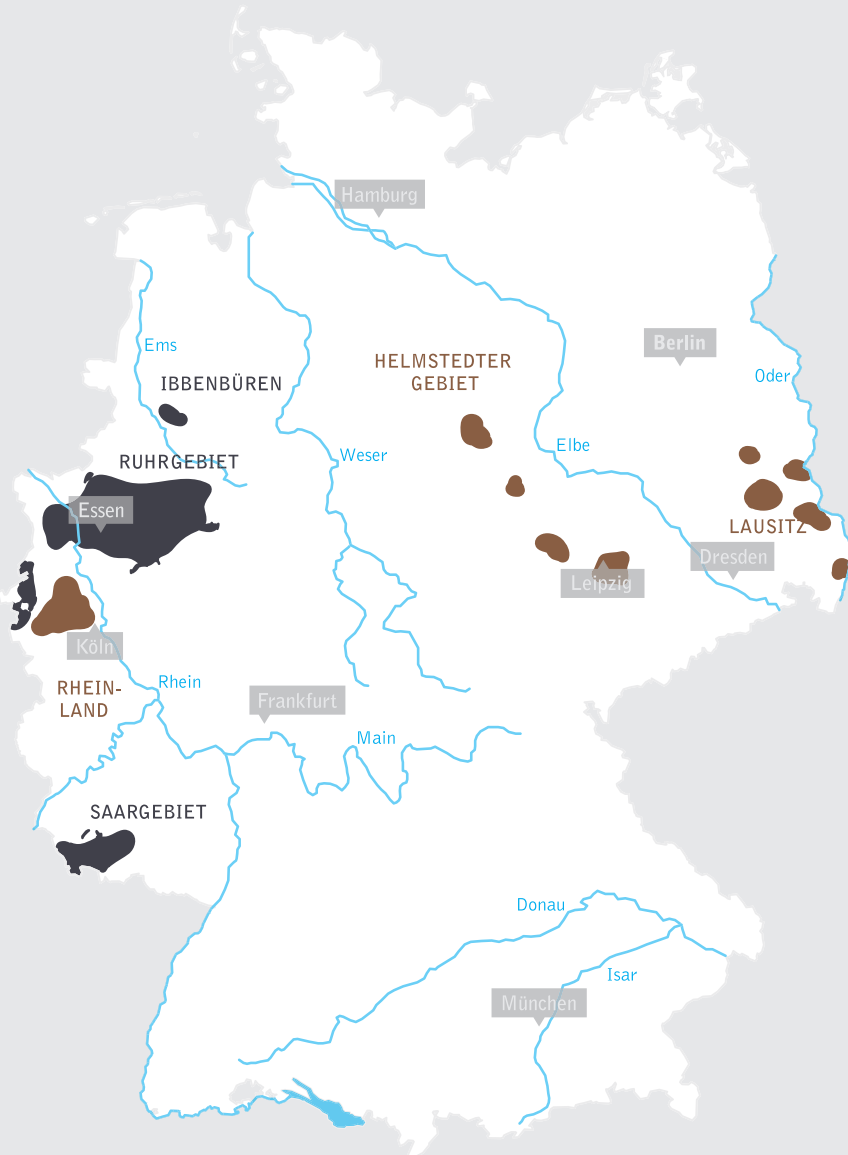 Hamburg
Berlin
Ems
HELMSTEDTER
GEBIET
Oder
IBBENBÜREN
Elbe
Weser
RUHRGEBIET
Essen
LAUSITZ
Dresden
Leipzig
Köln
Rhein
RHEIN-
LAND
Frankfurt
Main
SAARGEBIET
Donau
Isar
München